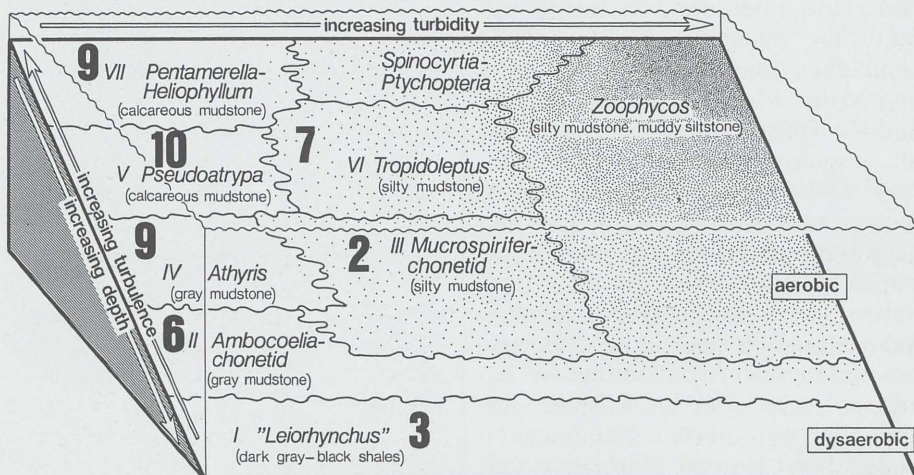 increasing turbidity
9 VII Pentamerella-
Heliophyllum
(calcareous mudstone)
Spinocyrtia-
Ptychopteria
Zoophycos
(silty mudstone, muddy siltstone)
10
V Pseudoatrypa
(calcareous mudstone)
7
VI Tropidoleptus
(silty mudstone)
increasing turbulence
increasing depth
9
IV Athyris
(gray mudstone)
2
III Mucrospirifer-
chonetid
(silty mudstone)
aerobic
6 II Ambocoelia-
chonetid
(gray mudstone)
I "Leiorhynchus" 3
(dark gray–black shales)
dysaerobic